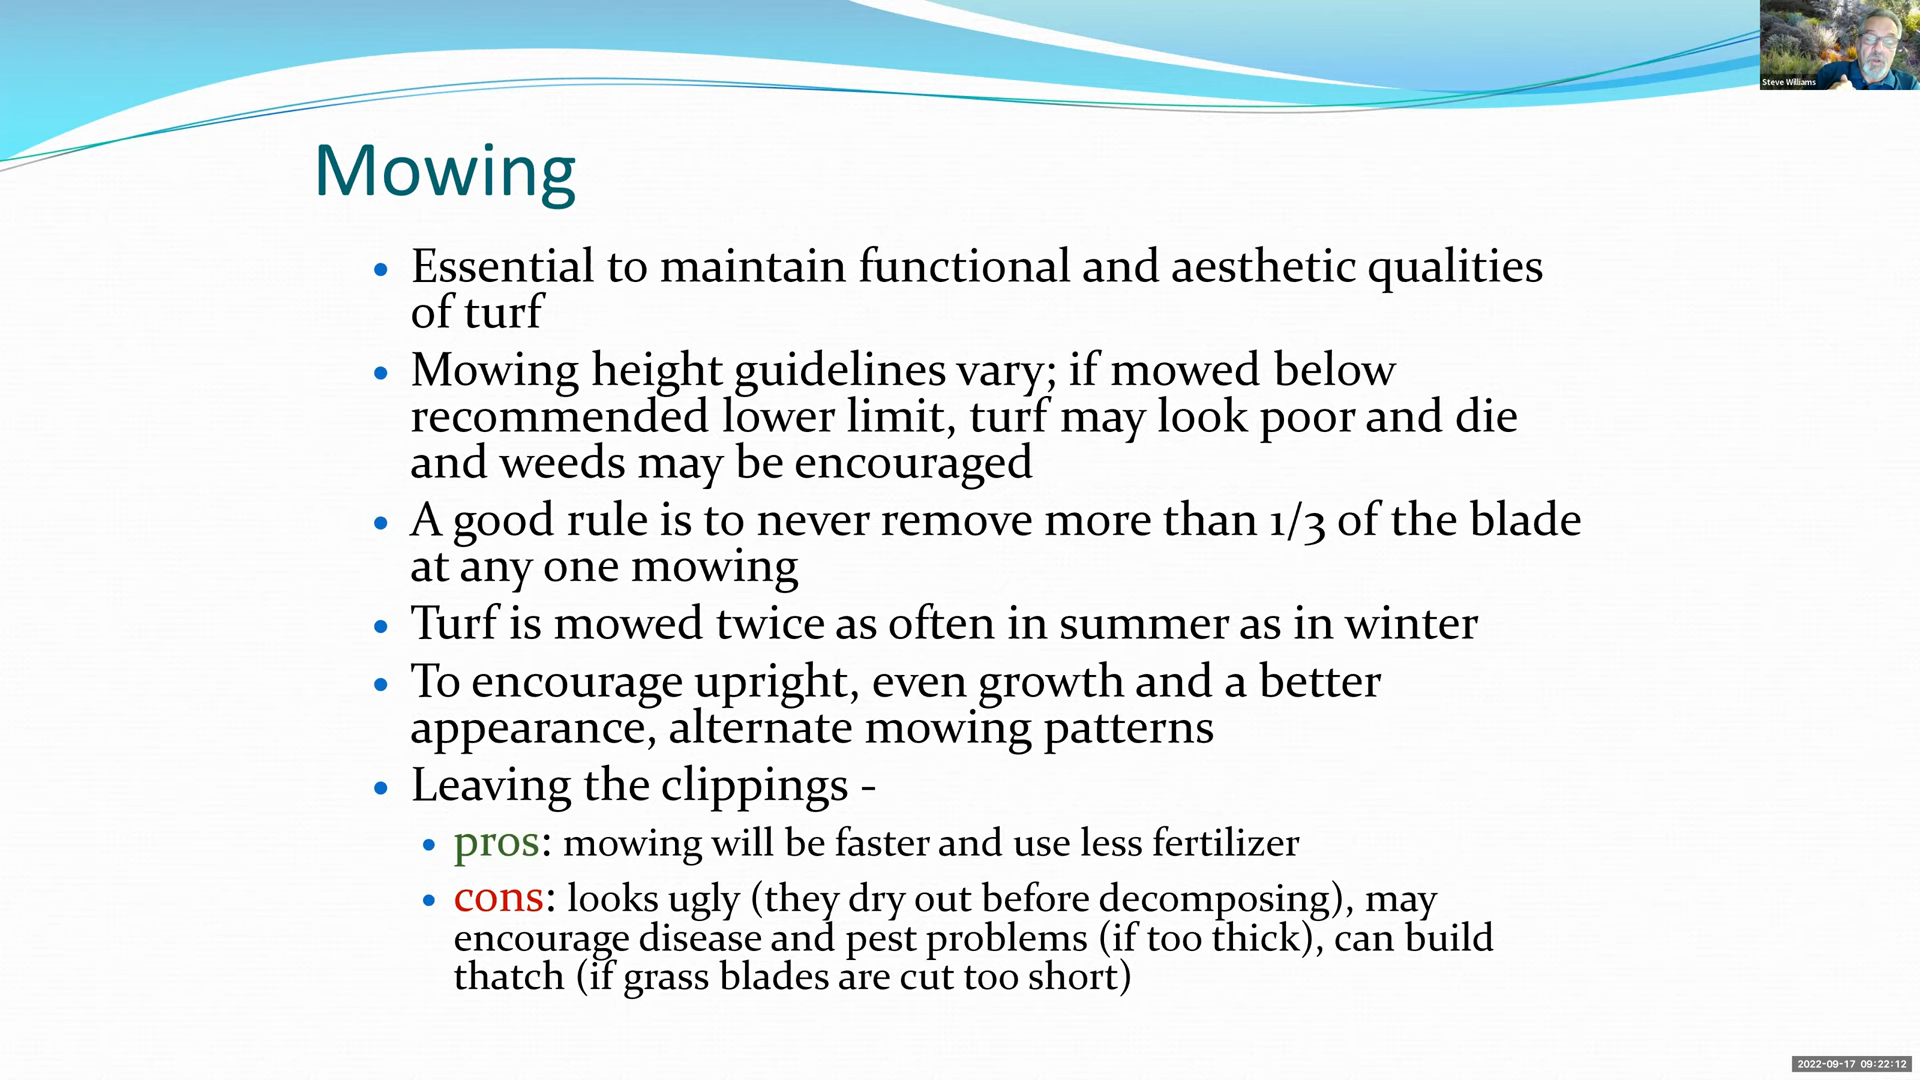 Steve Williams
Mowing
• Essential to maintain functional and aesthetic qualities
of turf
• Mowing height guidelines vary; if mowed below
recommended lower limit, turf may look poor and die
and weeds may be encouraged
• A good rule is to never remove more than 1/3 of the blade
at any one mowing
• Turf is mowed twice as often in summer as in winter
• To encourage upright, even growth and a better
appearance, alternate mowing patterns
• Leaving the clippings -
• pros: mowing will be faster and use less fertilizer
• cons: looks ugly (they dry out before decomposing), may
encourage disease and pest problems (if too thick), can build
thatch (if grass blades are cut too short)
2022-09-17 09:22:12